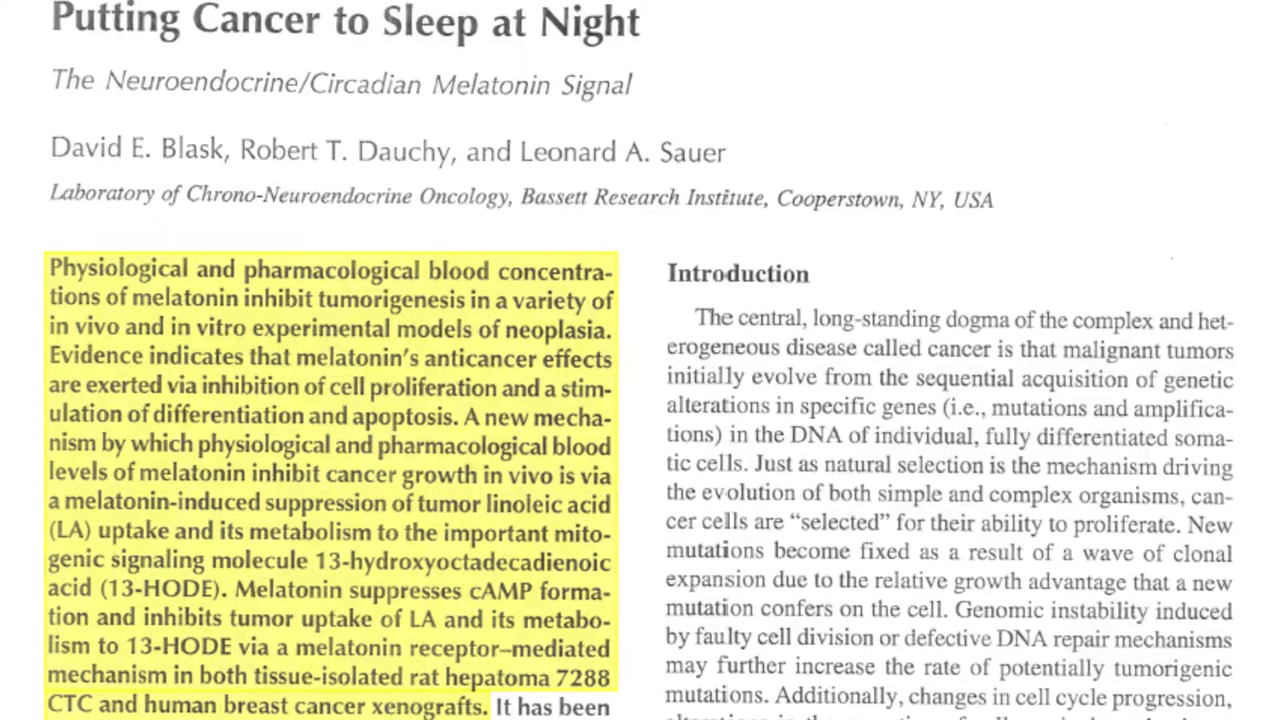 Putting Cancer to Sleep at Night
The Neuroendocrine/Circadian Melatonin Signal
David E. Blask, Robert T. Dauchy, and Leonard A. Sauer
Laboratory of Chrono-Neuroendocrine Oncology, Bassett Research Institute, Cooperstown, NY, USA
Physiological and pharmacological blood concentra-
tions of melatonin inhibit tumorigenesis in a variety of
in vivo and in vitro experimental models of neoplasia.
Evidence indicates that melatonin's anticancer effects
are exerted via inhibition of cell proliferation and a stim-
ulation of differentiation and apoptosis. A new mecha-
nism by which physiological and pharmacological blood
levels of melatonin inhibit cancer growth in vivo is via
a melatonin-induced suppression of tumor linoleic acid
(LA) uptake and its metabolism to the important mito-
genic signaling molecule 13-hydroxyoctadecadienoic
acid (13-HODE). Melatonin suppresses cAMP forma-
tion and inhibits tumor uptake of LA and its metabo-
lism to 13-HODE via a melatonin receptor–mediated
mechanism in both tissue-isolated rat hepatoma 7288
CTC and human breast cancer xenografts. It has been
Introduction
The central, long-standing dogma of the complex and het-
erogeneous disease called cancer is that malignant tumors
initially evolve from the sequential acquisition of genetic
alterations in specific genes (i.e., mutations and amplifica-
tions) in the DNA of individual, fully differentiated soma-
tic cells. Just as natural selection is the mechanism driving
the evolution of both simple and complex organisms, can-
cer cells are “selected” for their ability to proliferate. New
mutations become fixed as a result of a wave of clonal
expansion due to the relative growth advantage that a new
mutation confers on the cell. Genomic instability induced
by faulty cell division or defective DNA repair mechanisms
may further increase the rate of potentially tumorigenic
mutations. Additionally, changes in cell cycle progression,